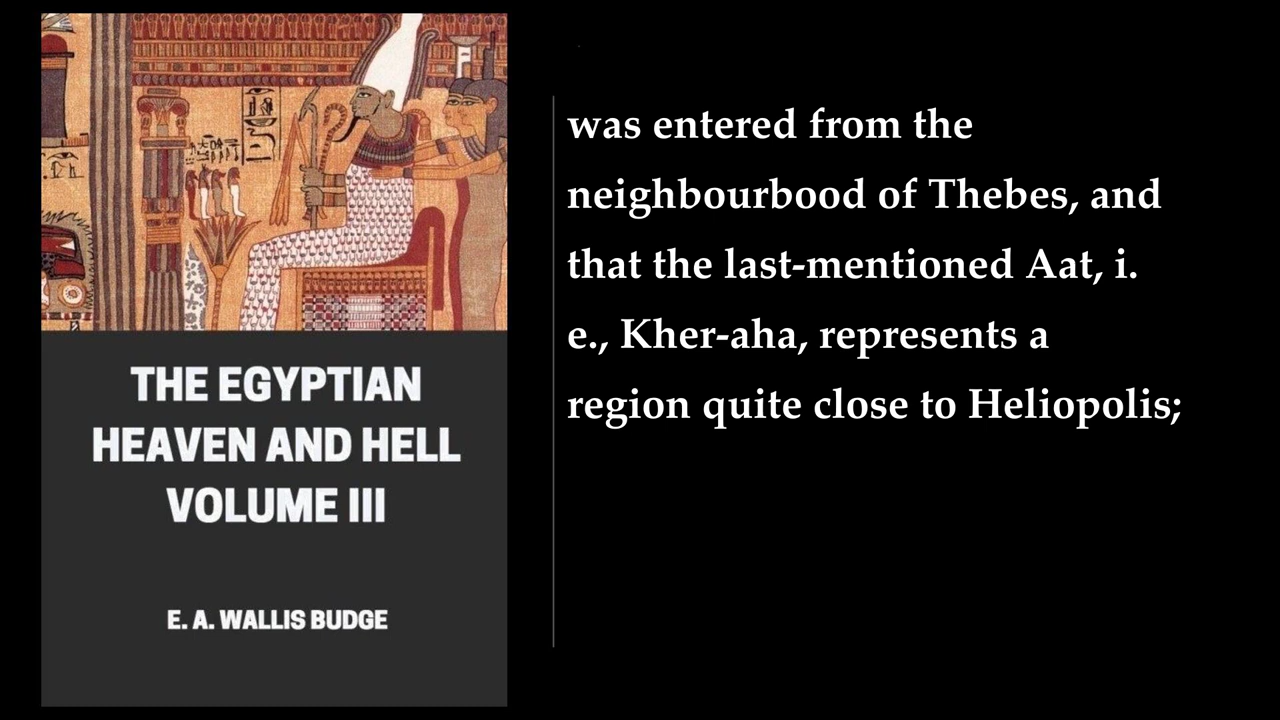 THE EGYPTIAN
HEAVEN AND HELL
VOLUME III
E. A. WALLIS BUDGE
was entered from the
neighbourbood of Thebes, and
that the last-mentioned Aat, i.
e., Kher-aha, represents a
region quite close to Heliopolis;